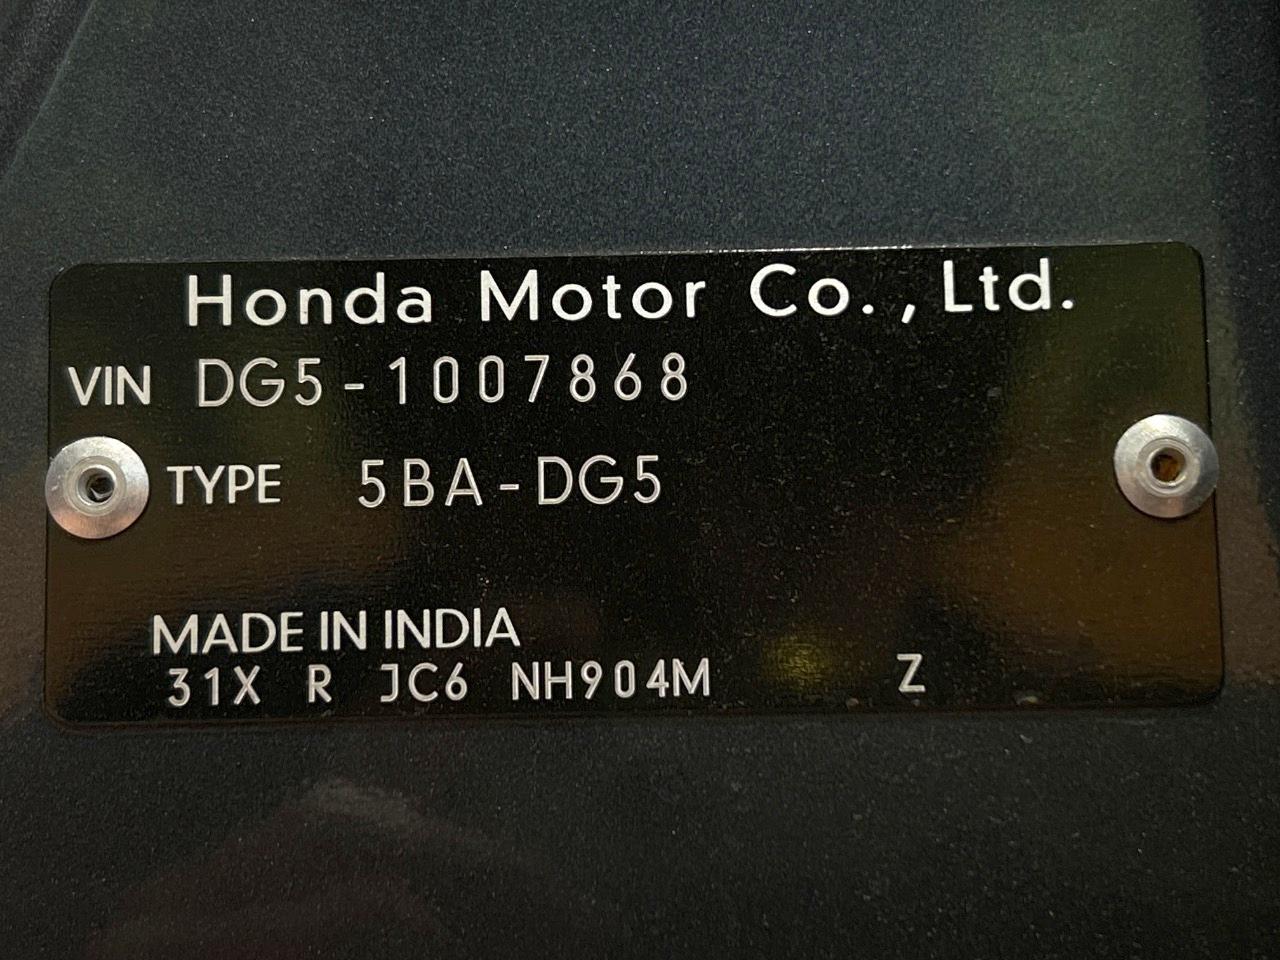 Honda Motor Co., Ltd.
VIN DG5-1007868
TYPE 5BA-DG5
MADE IN INDIA
31X R JC6 NH904M Z